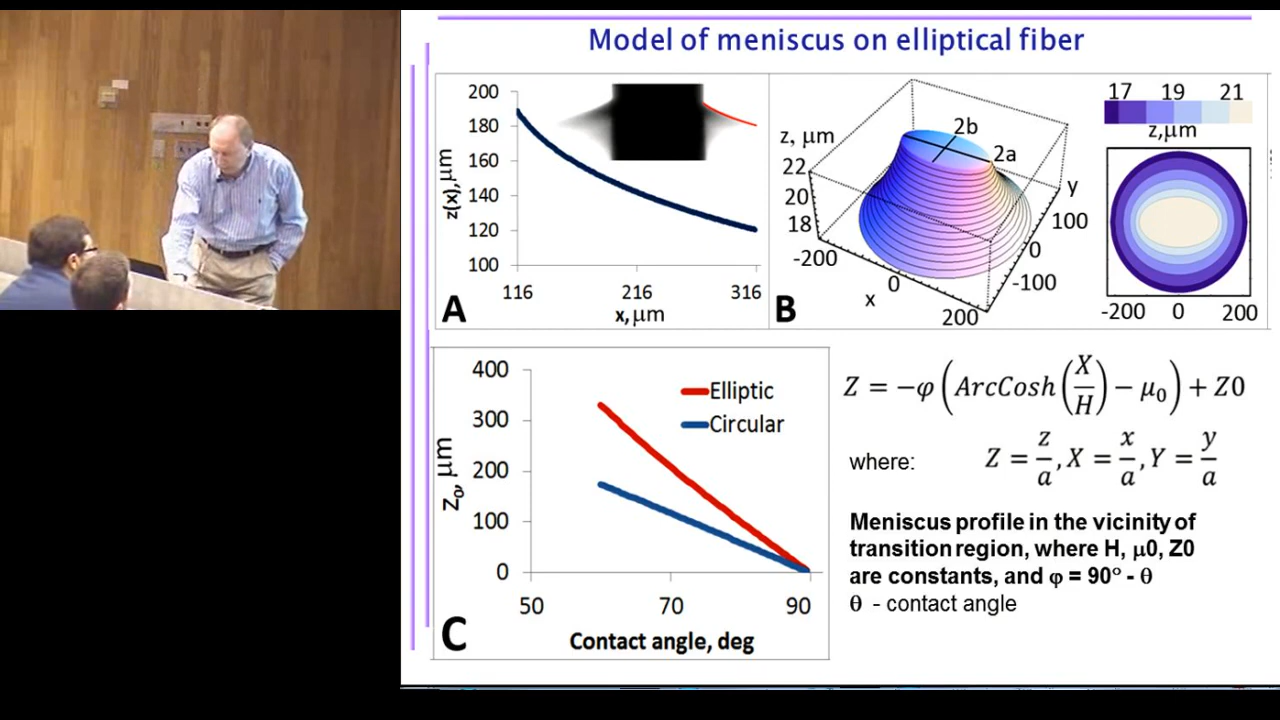 Model of meniscus on elliptical fiber
200
180
160
140
120
100
z(x),μm
116 216 316
x, μm
A
z, μm
22
20
18
-200
0
200
x
y
100
0
-100
2b
2a
B
17 19 21
z,μm
-200 0 200
400
300
200
100
0
Z₀, μm
Elliptic
Circular
50 70 90
Contact angle, deg
C
Z = −φ (ArcCosh (X/H) − μ₀) + Z0
where: Z = z/a, X = x/a, Y = y/a
Meniscus profile in the vicinity of
transition region, where H, μ0, Z0
are constants, and φ = 90° - θ
θ - contact angle